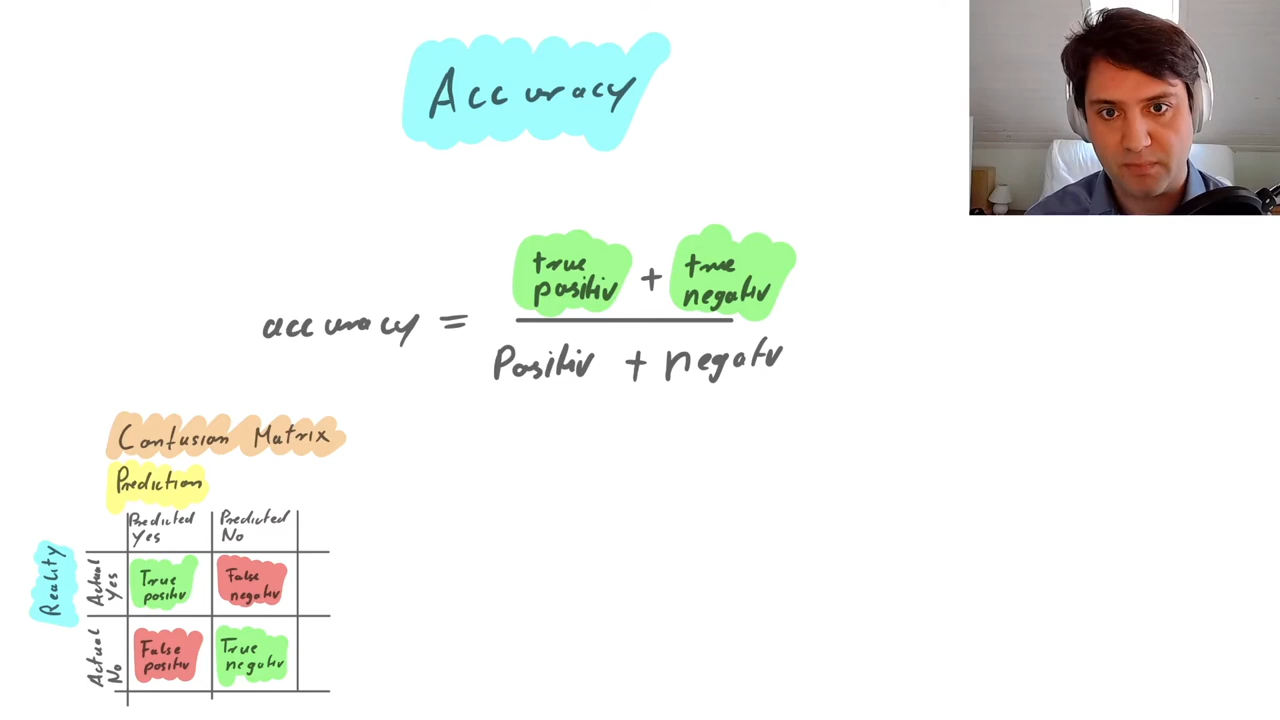 Accuracy
true + true
positiv negativ
accuracy =
Positiv + negativ
Confusion Matrix
Prediction
Predicted Predicted
Yes No
Reality
Actual Yes
True False
positiv negativ
Actual No
False True
positiv negativ